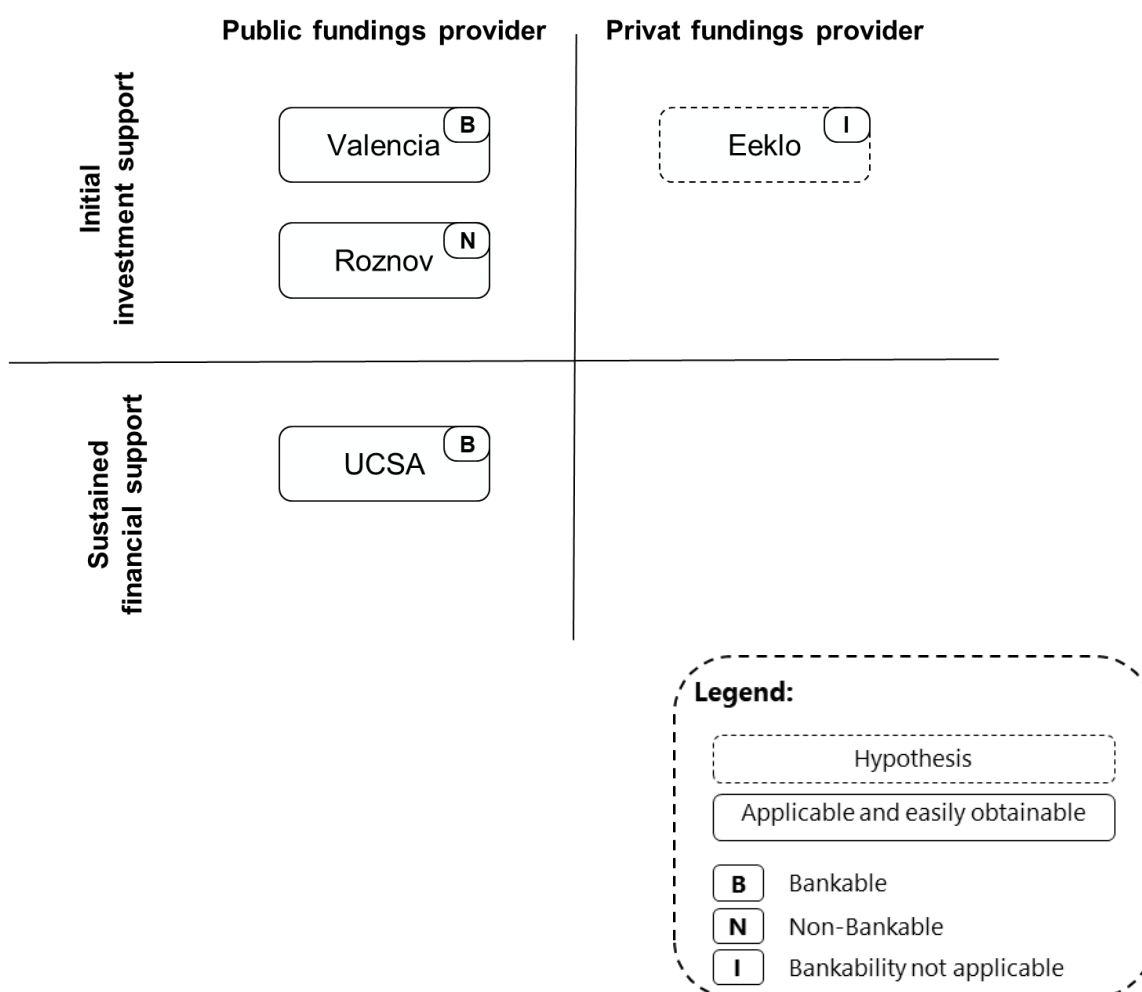 Public fundings provider
Privat fundings provider
Initial
investment support
Valencia
B
Eeklo
I
Roznov
N
Sustained
financial support
UCSA
B
Legend:
Hypothesis
Applicable and easily obtainable
B Bankable
N Non-Bankable
I Bankability not applicable